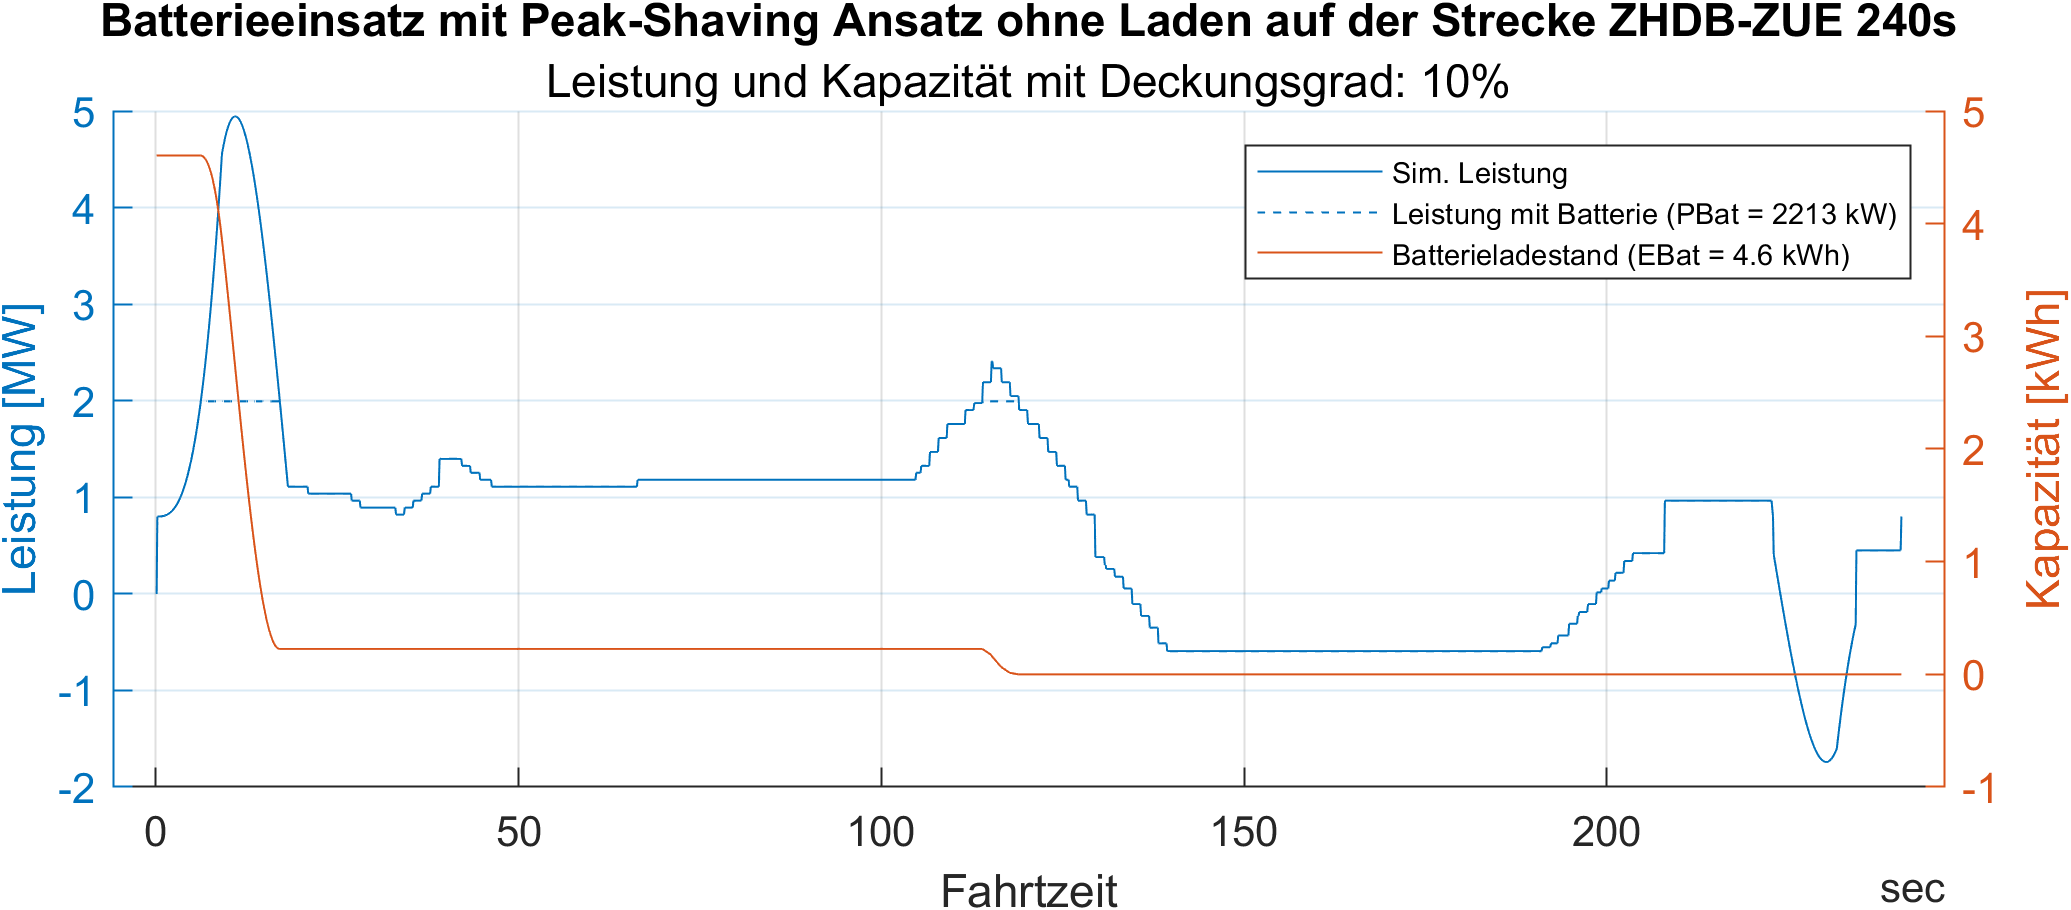 Batterieeinsatz mit Peak-Shaving Ansatz ohne Laden auf der Strecke ZHDB-ZUE 240s
Leistung und Kapazität mit Deckungsgrad: 10%
5
4
3
2
1
0
-1
-2
Leistung [MW]
Sim. Leistung
Leistung mit Batterie (PBat = 2213 kW)
Batterieladestand (EBat = 4.6 kWh)
5
4
3
2
1
0
-1
Kapazität [kWh]
0 50 100 150 200
Fahrtzeit
sec